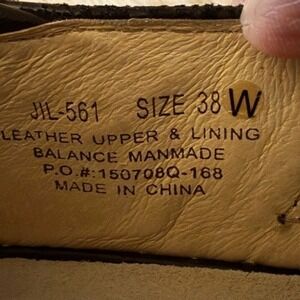 JIL-561 SIZE 38 W
LEATHER UPPER & LINING
BALANCE MANMADE
P.O.#:150708Q-168
MADE IN CHINA